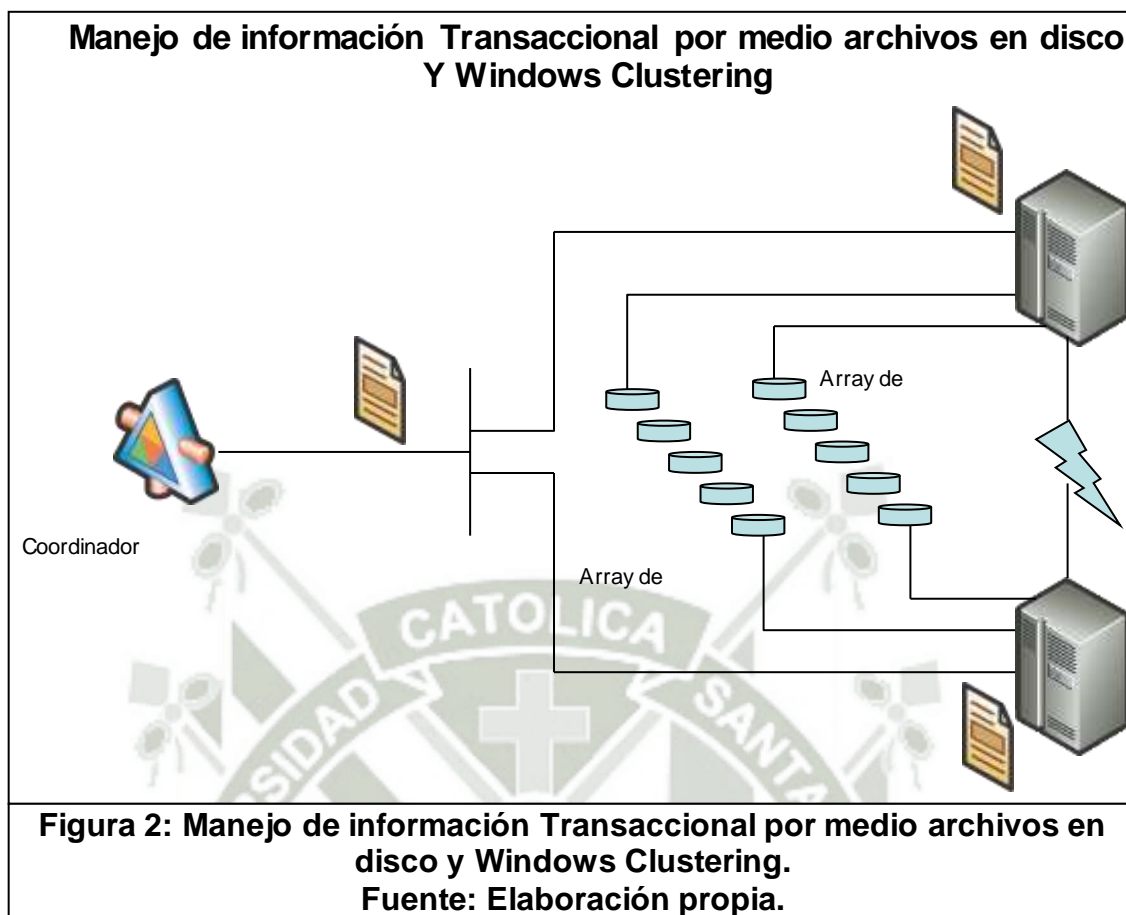 Manejo de información Transaccional por medio archivos en disco
Y Windows Clustering
Array de
Coordinador
Array de
CATOLICA
SANTA
Figura 2: Manejo de información Transaccional por medio archivos en
disco y Windows Clustering.
Fuente: Elaboración propia.